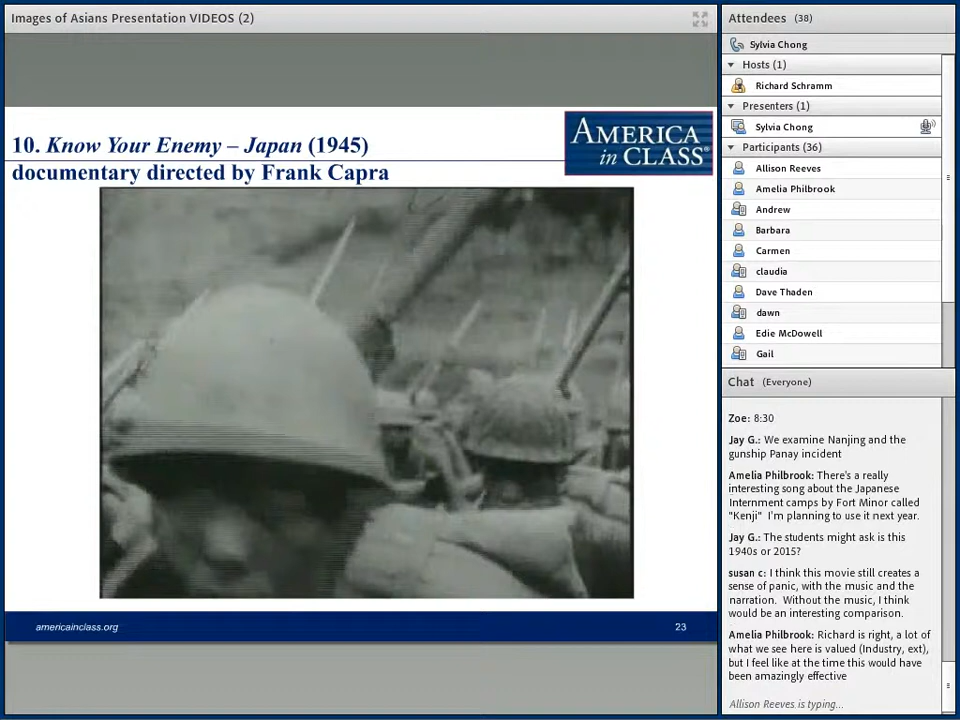 Images of Asians Presentation VIDEOS (2)
10. Know Your Enemy – Japan (1945)
documentary directed by Frank Capra
AMERICA
in CLASS®
americainclass.org
23
Attendees (38)
Sylvia Chong
Hosts (1)
Richard Schramm
Presenters (1)
Sylvia Chong
Participants (36)
Allison Reeves
Amelia Philbrook
Andrew
Barbara
Carmen
claudia
Dave Thaden
dawn
Edie McDowell
Gail
Chat (Everyone)
Zoe: 8:30
Jay G.: We examine Nanjing and the
gunship Panay incident
Amelia Philbrook: There's a really
interesting song about the Japanese
Internment camps by Fort Minor called
"Kenji" I'm planning to use it next year.
Jay G.: The students might ask is this
1940s or 2015?
susan c: I think this movie still creates a
sense of panic, with the music and the
narration. Without the music, I think
would be an interesting comparison.
Amelia Philbrook: Richard is right, a lot of
what we see here is valued (Industry, ext),
but I feel like at the time this would have
been amazingly effective
Allison Reeves is typing...